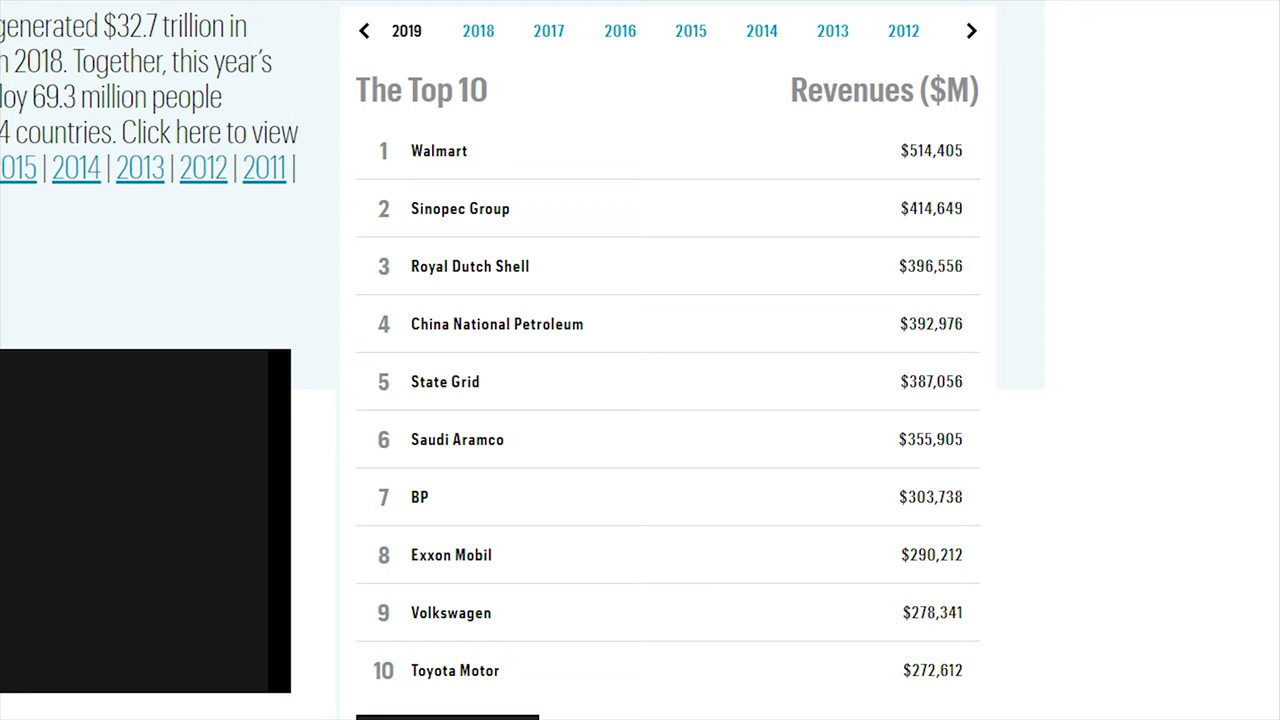 generated $32.7 trillion in
2018. Together, this year's
69.3 million people
countries. Click here to view
| 2014 | 2013 | 2012 | 2011 |
2019 2018 2017 2016 2015 2014 2013 2012
The Top 10 Revenues ($M)
1 Walmart $514,405
2 Sinopec Group $414,649
3 Royal Dutch Shell $396,556
4 China National Petroleum $392,976
5 State Grid $387,056
6 Saudi Aramco $355,905
7 BP $303,738
8 Exxon Mobil $290,212
9 Volkswagen $278,341
10 Toyota Motor $272,612